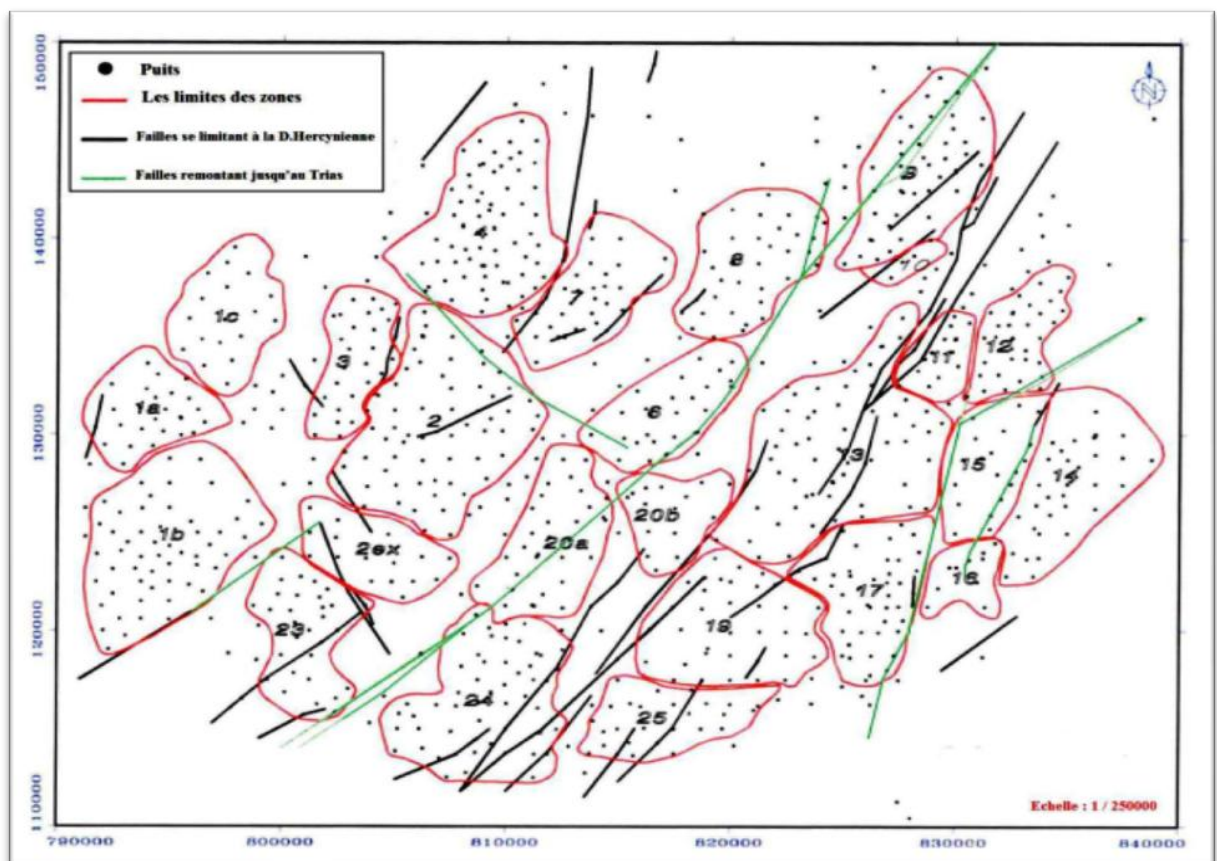 Puits
Les limites des zones
Failles se limitant à la D.Hercynienne
Failles remontant jusqu'au Trias
N
150000
140000
130000
120000
110000
4
9
1c
7
8
10
3
11
12
1a
2
6
13
15
14
1b
2ex
20a
20b
16
17
23
19
24
25
Echelle : 1 / 250000
790000
800000
810000
820000
830000
840000